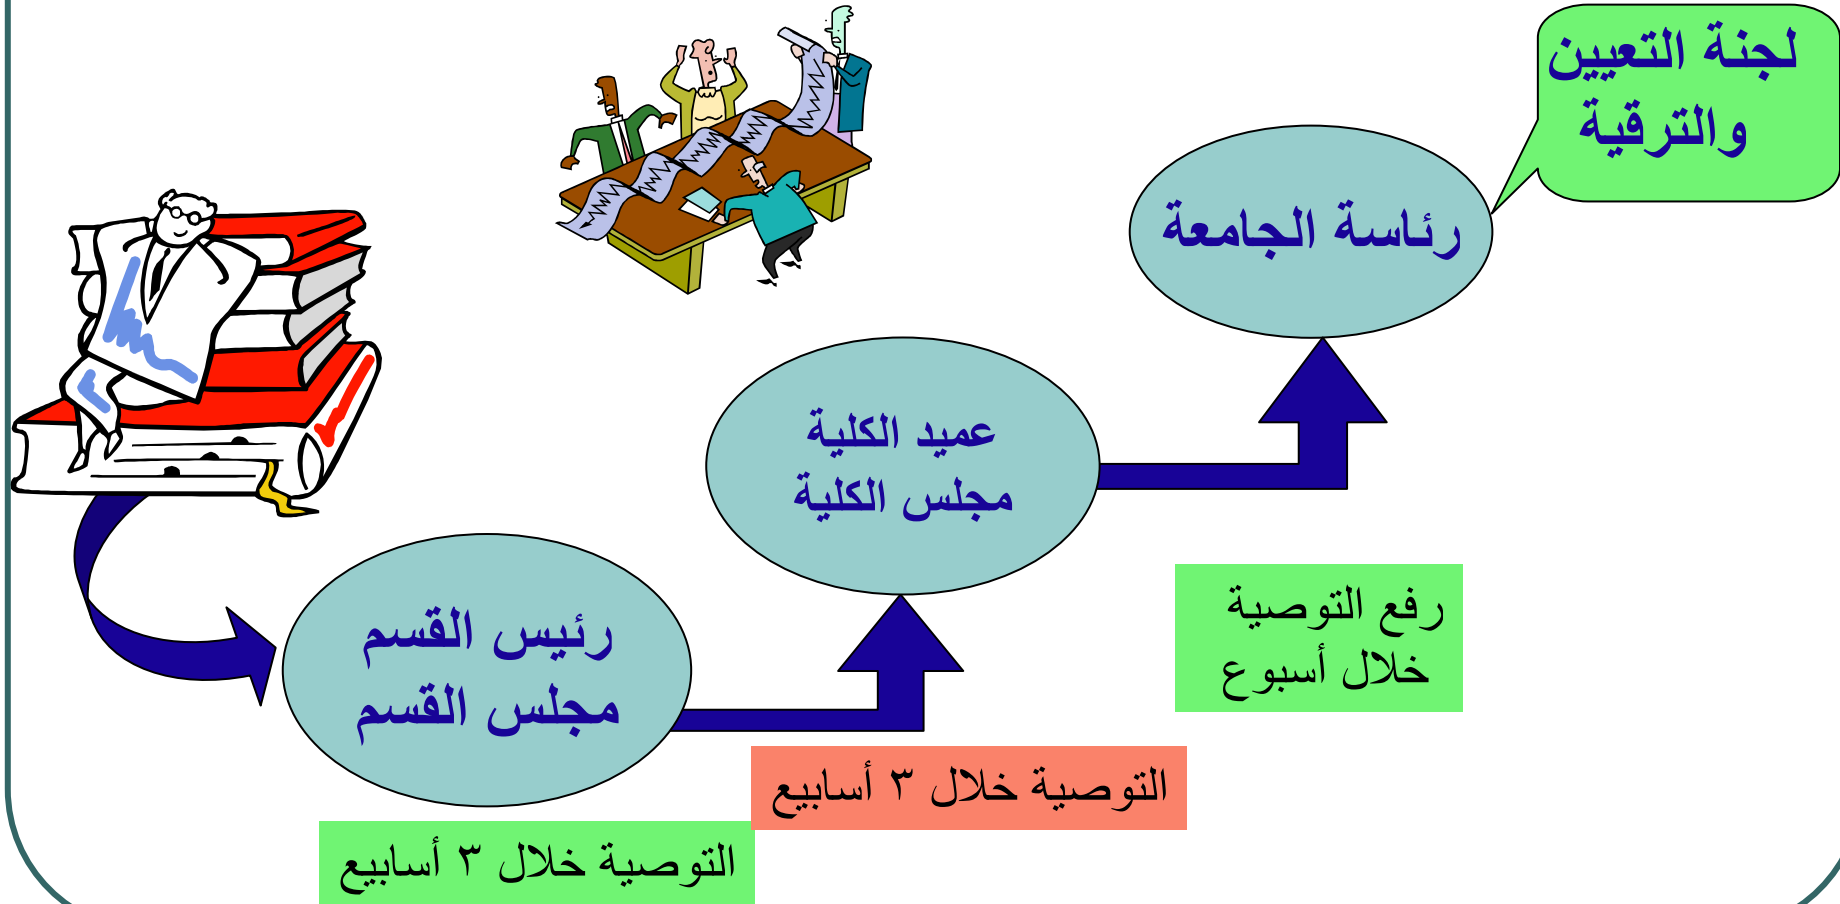 لجنة التعيين
والترقية
رئاسة الجامعة
عميد الكلية
مجلس الكلية
رئيس القسم
مجلس القسم
رفع التوصية
خلال أسبوع
التوصية خلال ٣ أسابيع
التوصية خلال ٣ أسابيع